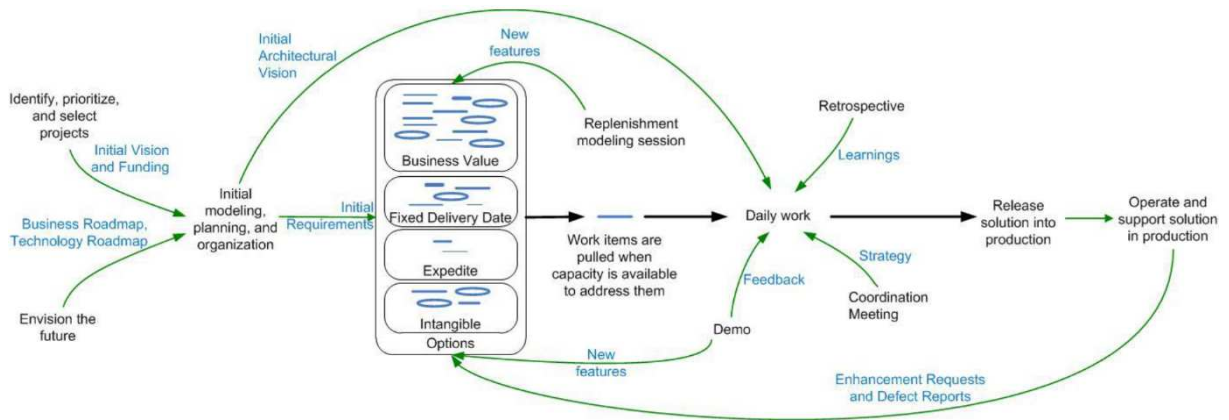 Initial
Architectural
Vision
New
features
Identify, prioritize,
and select
projects
Initial Vision
and Funding
Business Roadmap,
Technology Roadmap
Envision the
future
Initial
modeling,
planning, and
organization
Initial
Requirements
Business Value
Fixed Delivery Date
Expedite
Intangible
Options
Replenishment
modeling session
Work items are
pulled when
capacity is available
to address them
Retrospective
Learnings
Daily work
Strategy
Coordination
Meeting
Feedback
Demo
New
features
Release
solution into
production
Operate and
support solution
in production
Enhancement Requests
and Defect Reports